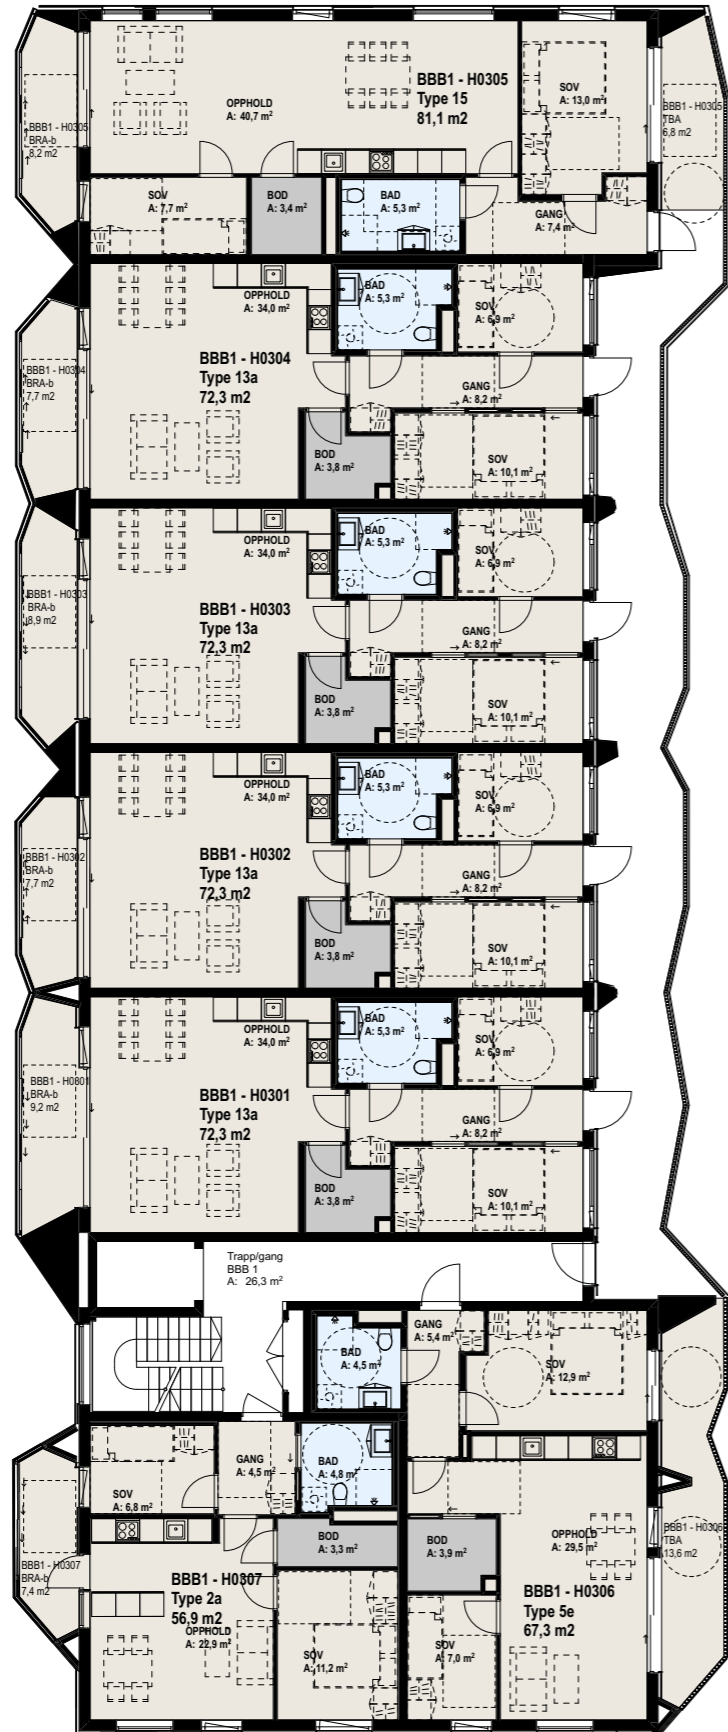 OPPHOLD
A: 40,7 m²
BBB1 - H0305
Type 15
81,1 m2
SOV
A: 13,0 m²
BBB1 - H0305
BRA-b
8,2 m2
BBB1 - H0305
TBA
6,8 m2
SOV
A: 7,7 m²
BOD
A: 3,4 m²
BAD
A: 5,3 m²
GANG
A: 7,4 m²
OPPHOLD
A: 34,0 m²
BAD
A: 5,3 m²
SOV
A: 6,9 m²
BBB1 - H0304
Type 13a
72,3 m2
BBB1 - H0304
BRA-b
7,7 m2
GANG
A: 8,2 m²
BOD
A: 3,8 m²
SOV
A: 10,1 m²
OPPHOLD
A: 34,0 m²
BAD
A: 5,3 m²
SOV
A: 6,9 m²
BBB1 - H0303
BRA-b
8,9 m2
BBB1 - H0303
Type 13a
72,3 m2
GANG
A: 8,2 m²
BOD
A: 3,8 m²
SOV
A: 10,1 m²
OPPHOLD
A: 34,0 m²
BAD
A: 5,3 m²
SOV
A: 6,9 m²
BBB1 - H0302
BRA-b
7,7 m2
BBB1 - H0302
Type 13a
72,3 m2
GANG
A: 8,2 m²
BOD
A: 3,8 m²
SOV
A: 10,1 m²
OPPHOLD
A: 34,0 m²
BAD
A: 5,3 m²
SOV
A: 6,9 m²
BBB1 - H0301
BRA-b
9,2 m2
BBB1 - H0301
Type 13a
72,3 m2
GANG
A: 8,2 m²
BOD
A: 3,8 m²
SOV
A: 10,1 m²
Trapp/gang
BBB 1
A: 26,3 m²
GANG
A: 5,4 m²
BAD
A: 4,5 m²
SOV
A: 12,9 m²
GANG
A: 4,5 m²
BAD
A: 4,8 m²
SOV
A: 6,8 m²
BOD
A: 3,3 m²
BOD
A: 3,9 m²
OPPHOLD
A: 29,5 m²
BBB1 - H0306
TBA
13,6 m2
BBB1 - H0307
BRA-b
7,4 m2
BBB1 - H0307
Type 2a
56,9 m2
OPPHOLD
A: 22,9 m²
BBB1 - H0306
Type 5e
67,3 m2
SOV
A: 11,2 m²
SOV
A: 7,0 m²